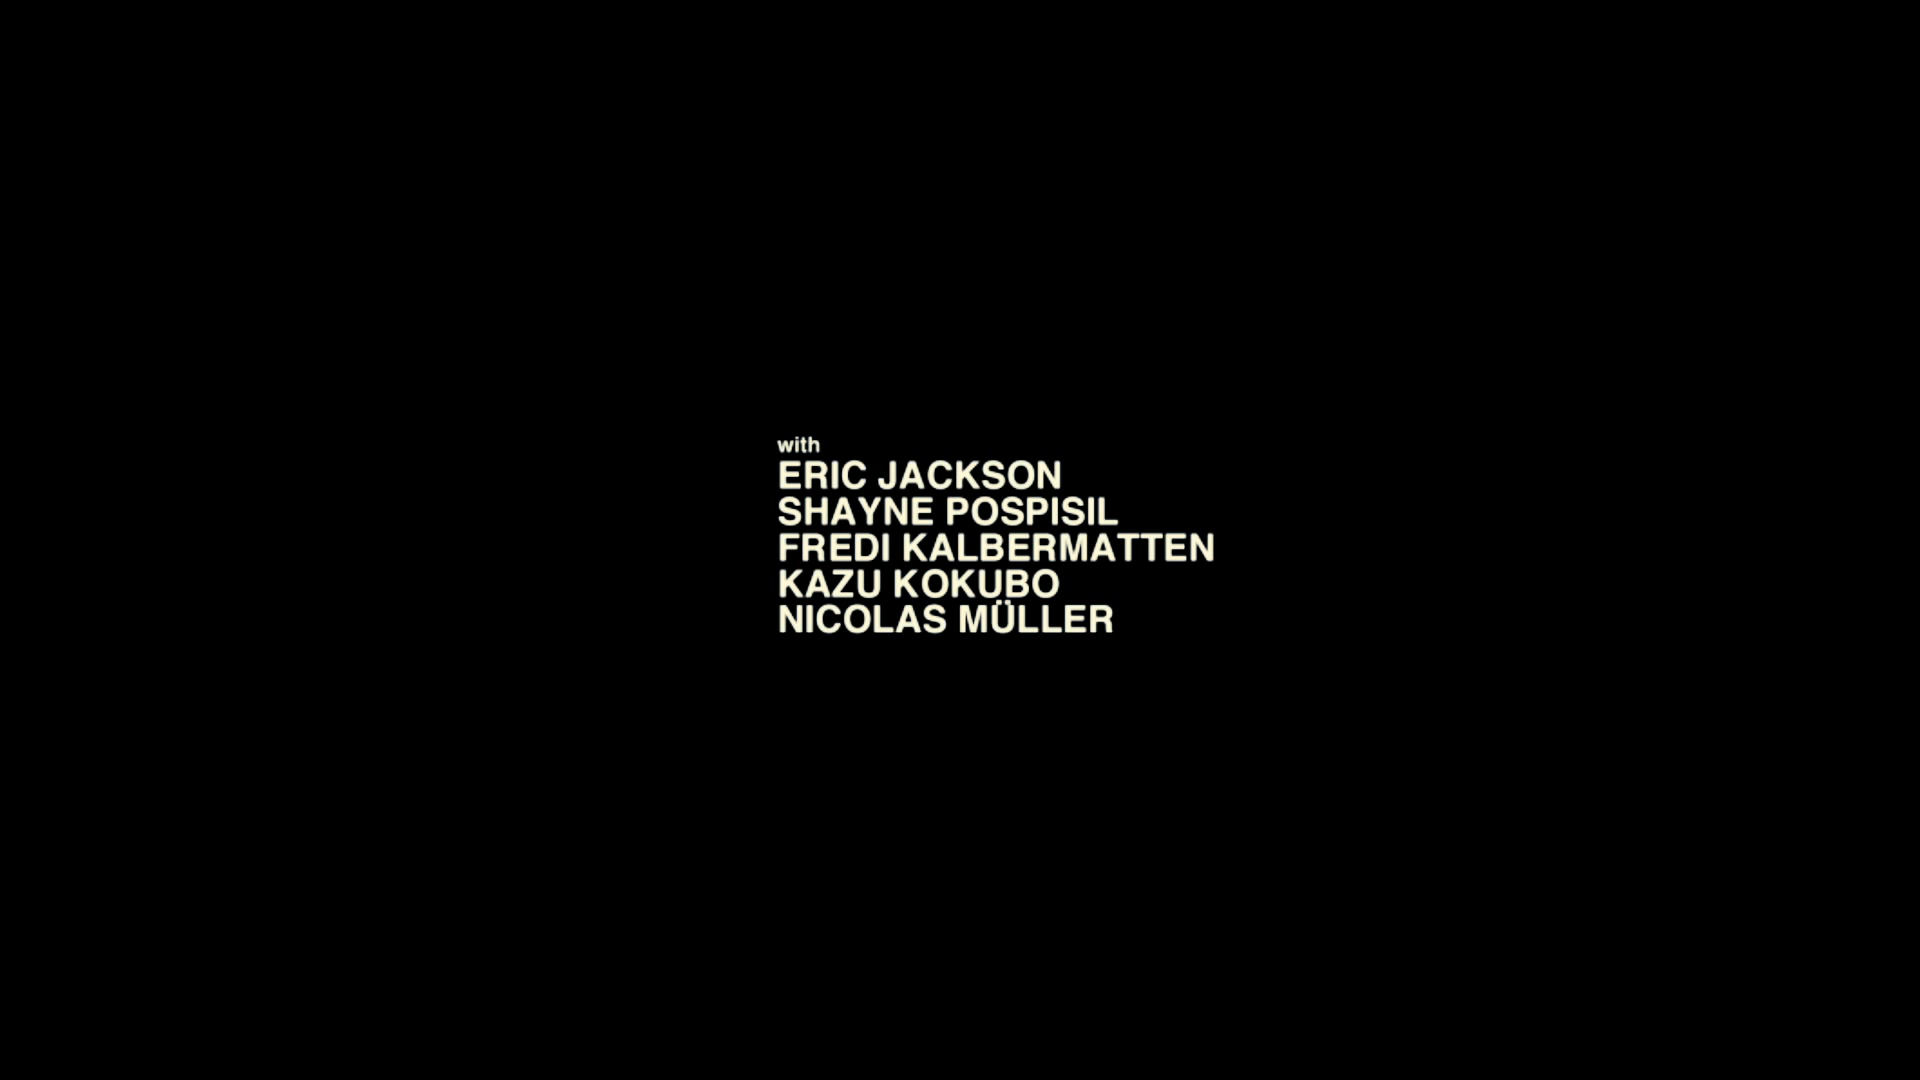 with
ERIC JACKSON
SHAYNE POSPISIL
FREDI KALBERMATTEN
KAZU KOKUBO
NICOLAS MÜLLER